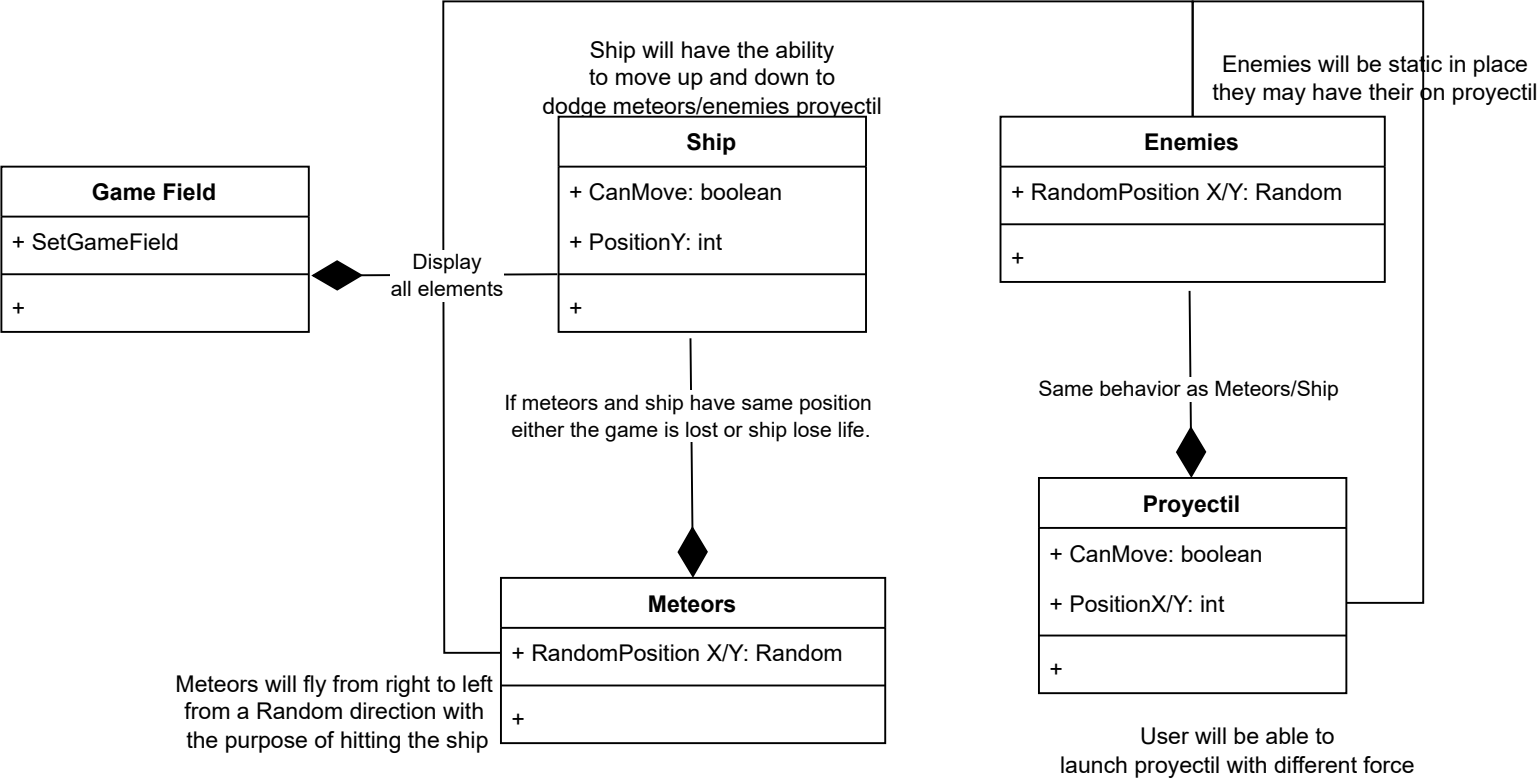 Ship will have the ability
to move up and down to
dodge meteors/enemies proyectil
Enemies will be static in place
they may have their on proyectil
Game Field
+ SetGameField
+
Display
all elements
Ship
+ CanMove: boolean
+ PositionY: int
+
Enemies
+ RandomPosition X/Y: Random
+
If meteors and ship have same position
either the game is lost or ship lose life.
Same behavior as Meteors/Ship
Meteors
+ RandomPosition X/Y: Random
+
Meteors will fly from right to left
from a Random direction with
the purpose of hitting the ship
Proyectil
+ CanMove: boolean
+ PositionX/Y: int
+
User will be able to
launch proyectil with different force